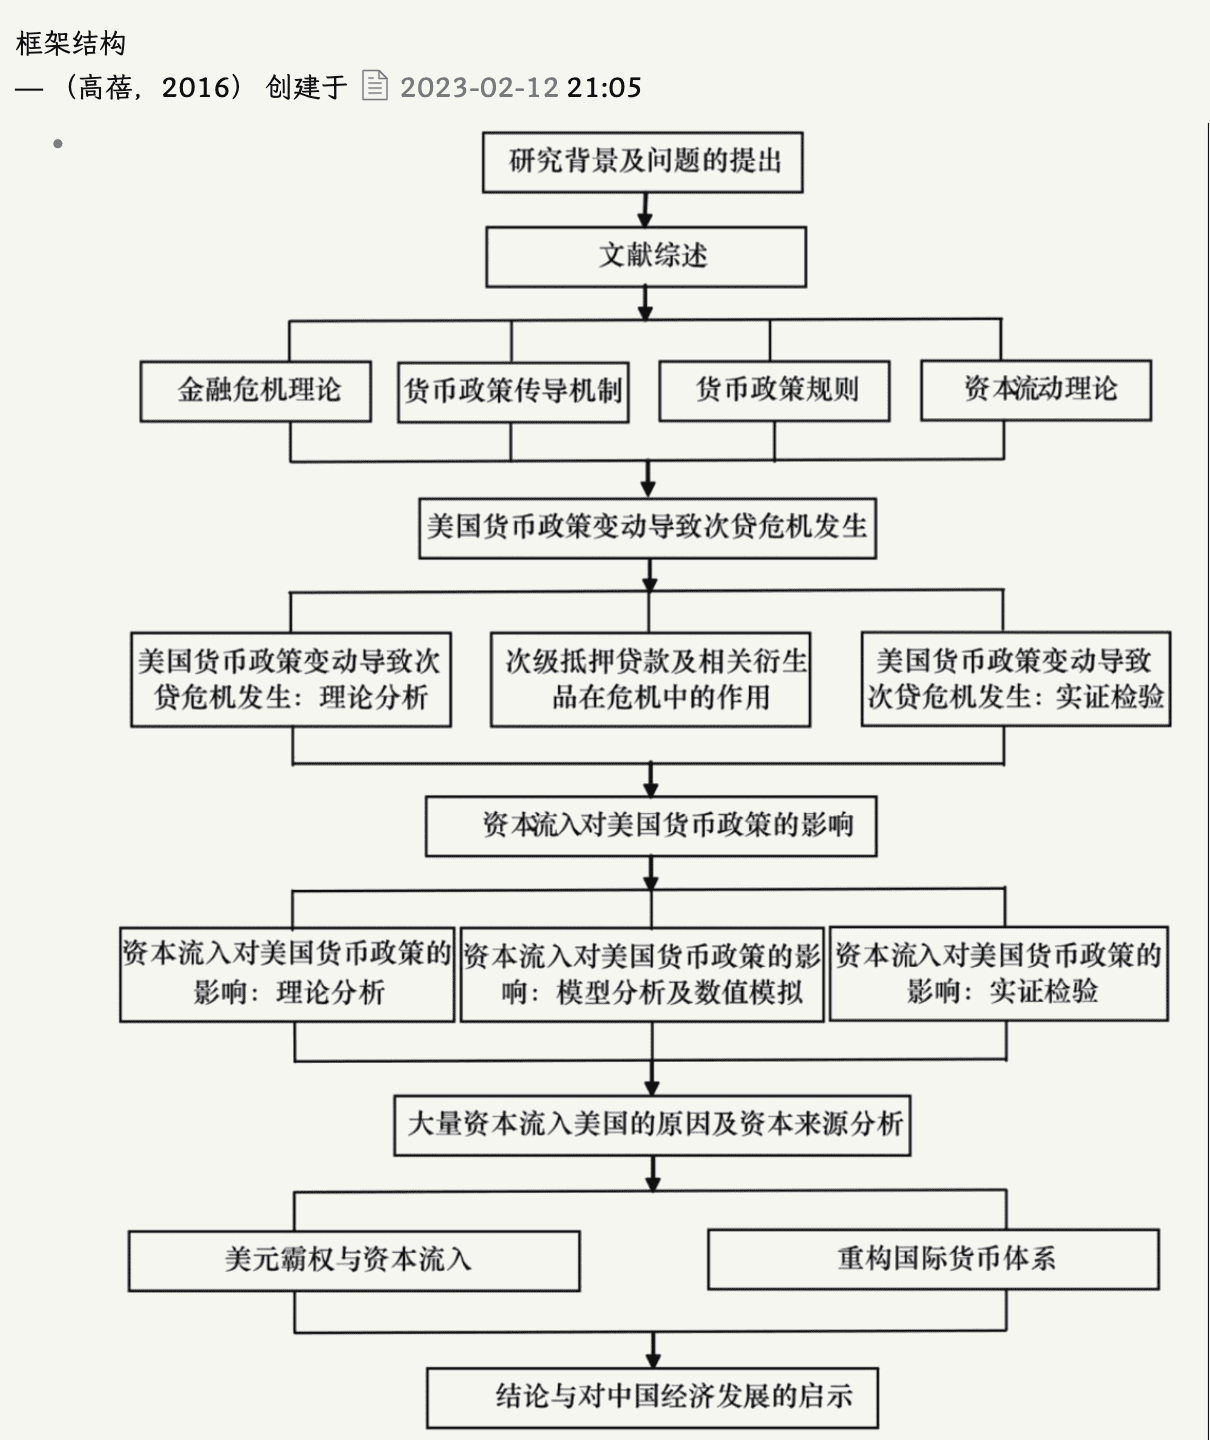 框架结构
— （高蓓，2016） 创建于 2023-02-12 21:05
研究背景及问题的提出
文献综述
金融危机理论
货币政策传导机制
货币政策规则
资本流动理论
美国货币政策变动导致次贷危机发生
美国货币政策变动导致次
贷危机发生：理论分析
次级抵押贷款及相关衍生
品在危机中的作用
美国货币政策变动导致
次贷危机发生：实证检验
资本流入对美国货币政策的影响
资本流入对美国货币政策的
影响：理论分析
资本流入对美国货币政策的影
响：模型分析及数值模拟
资本流入对美国货币政策的
影响：实证检验
大量资本流入美国的原因及资本来源分析
美元霸权与资本流入
重构国际货币体系
结论与对中国经济发展的启示